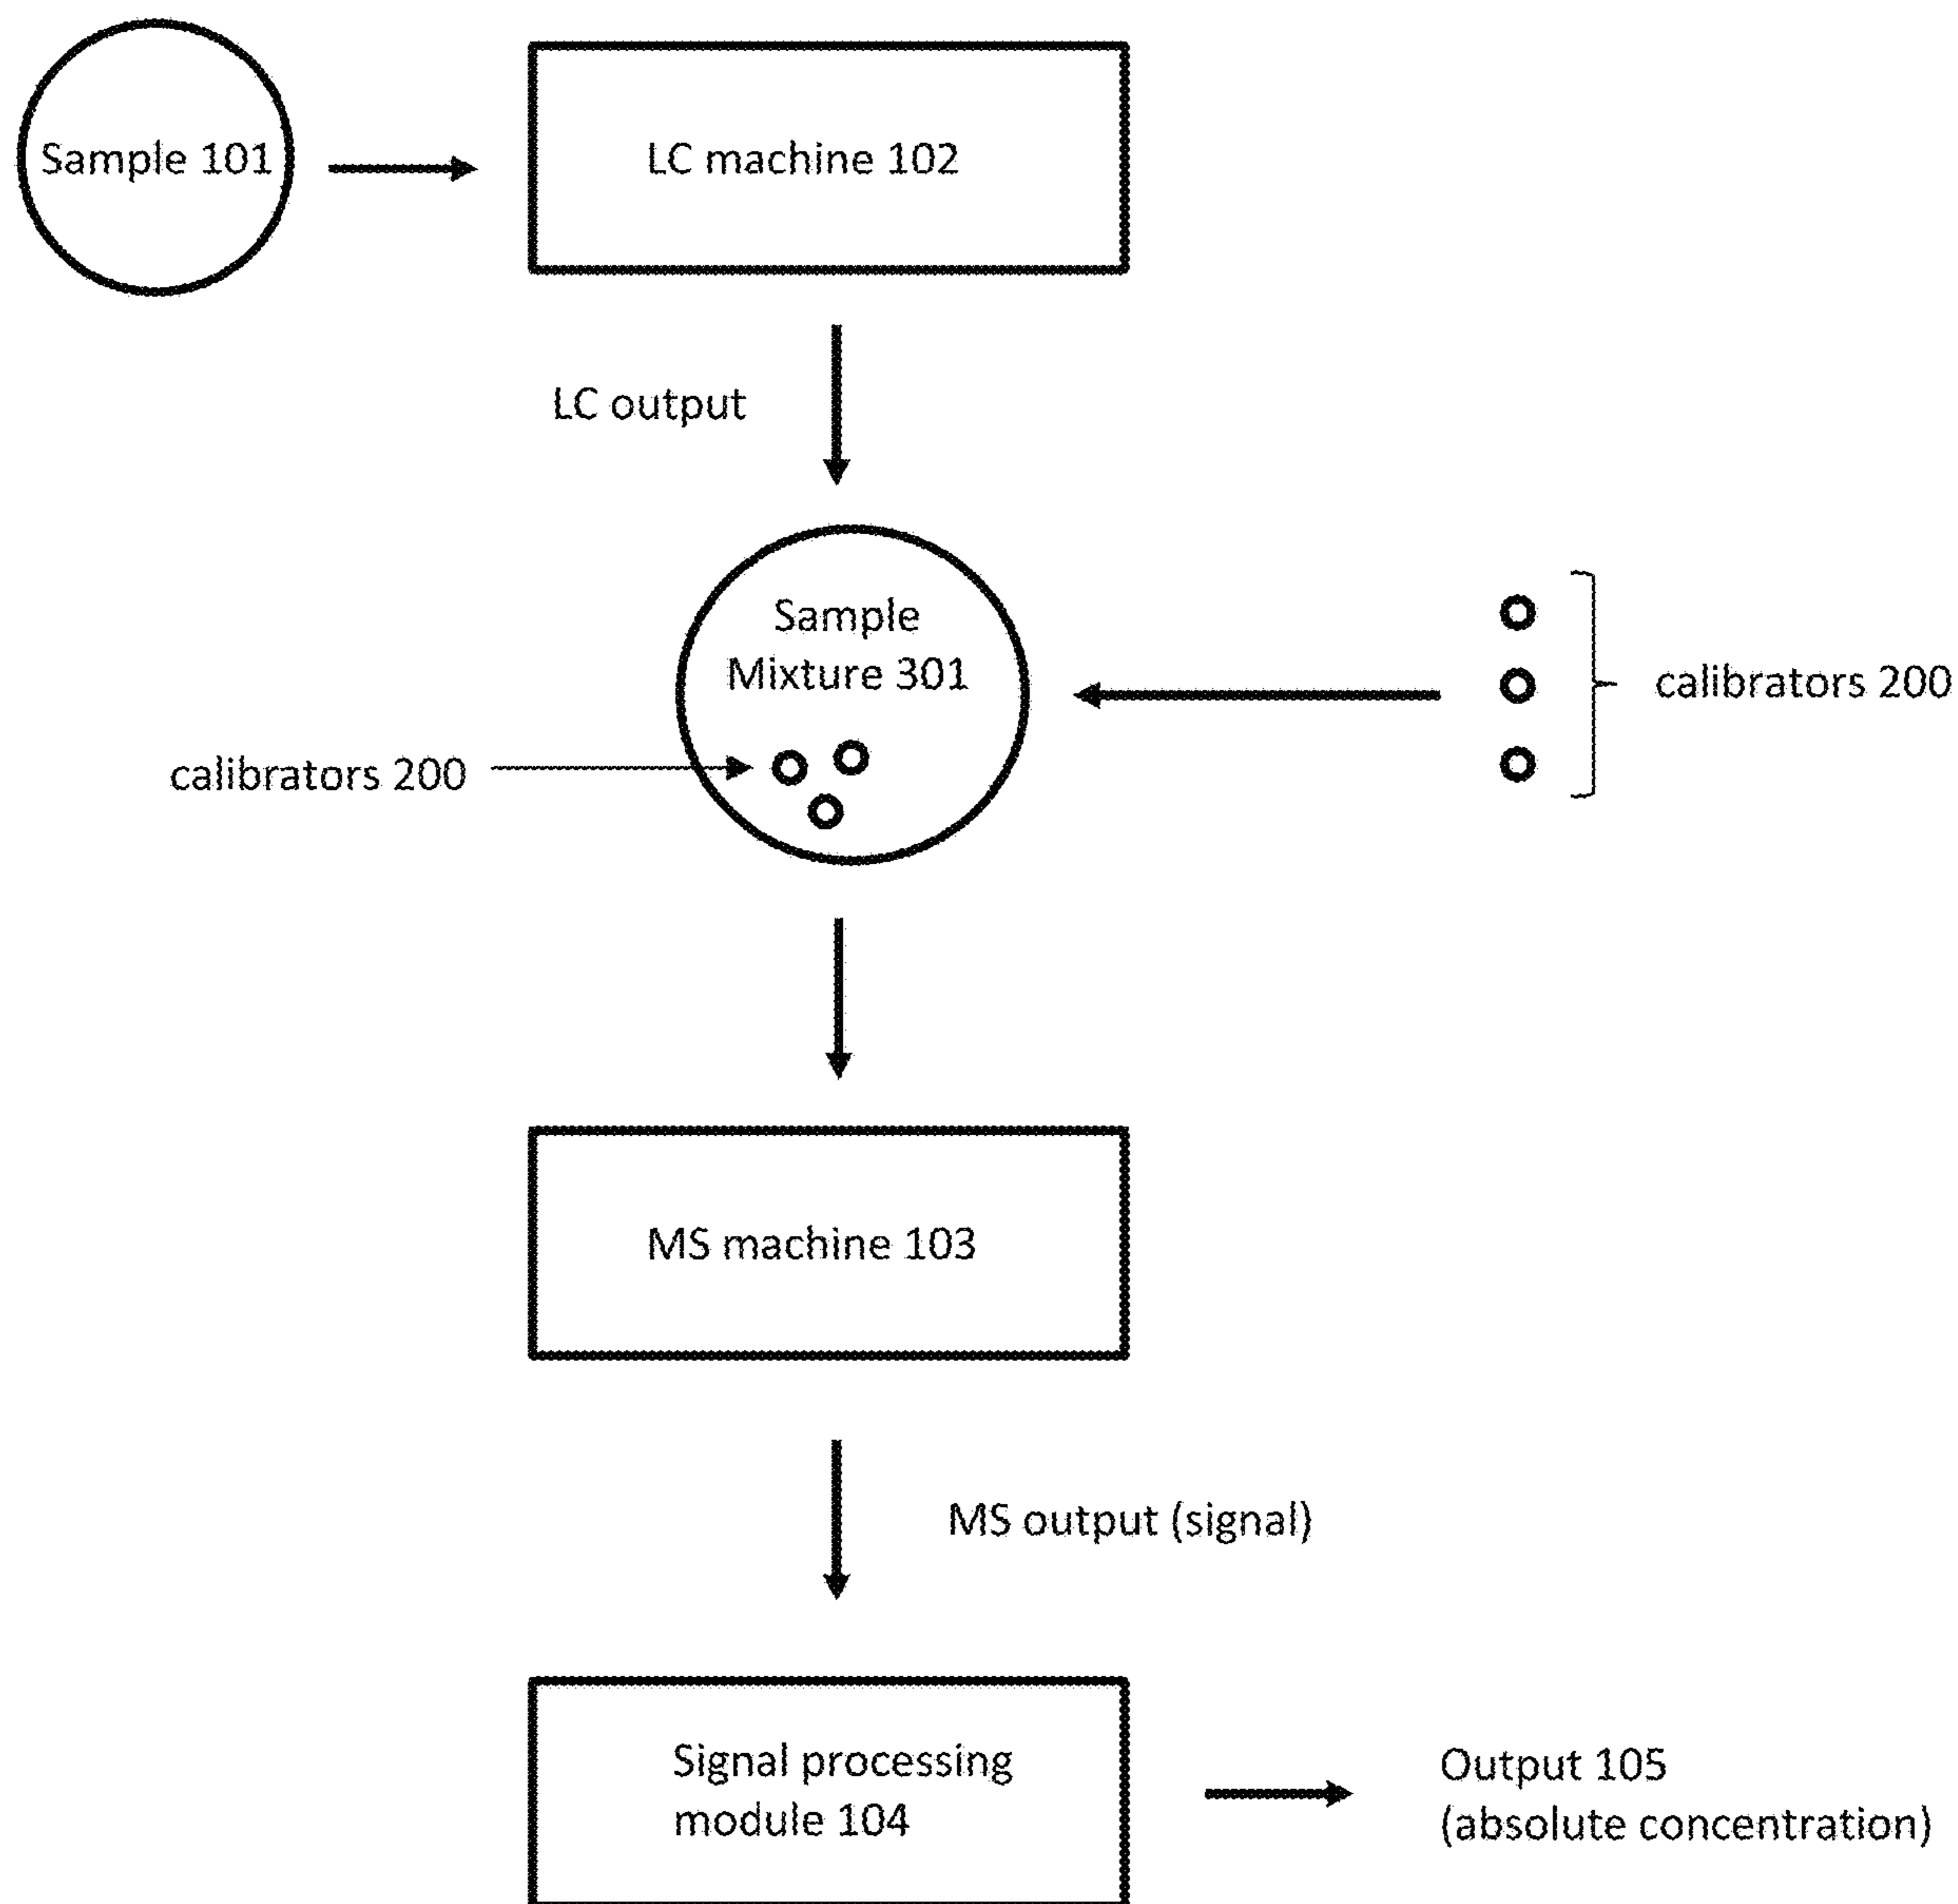 Sample 101
LC machine 102
LC output
Sample
Mixture 301
calibrators 200
calibrators 200
MS machine 103
MS output (signal)
Signal processing
module 104
Output 105
(absolute concentration)